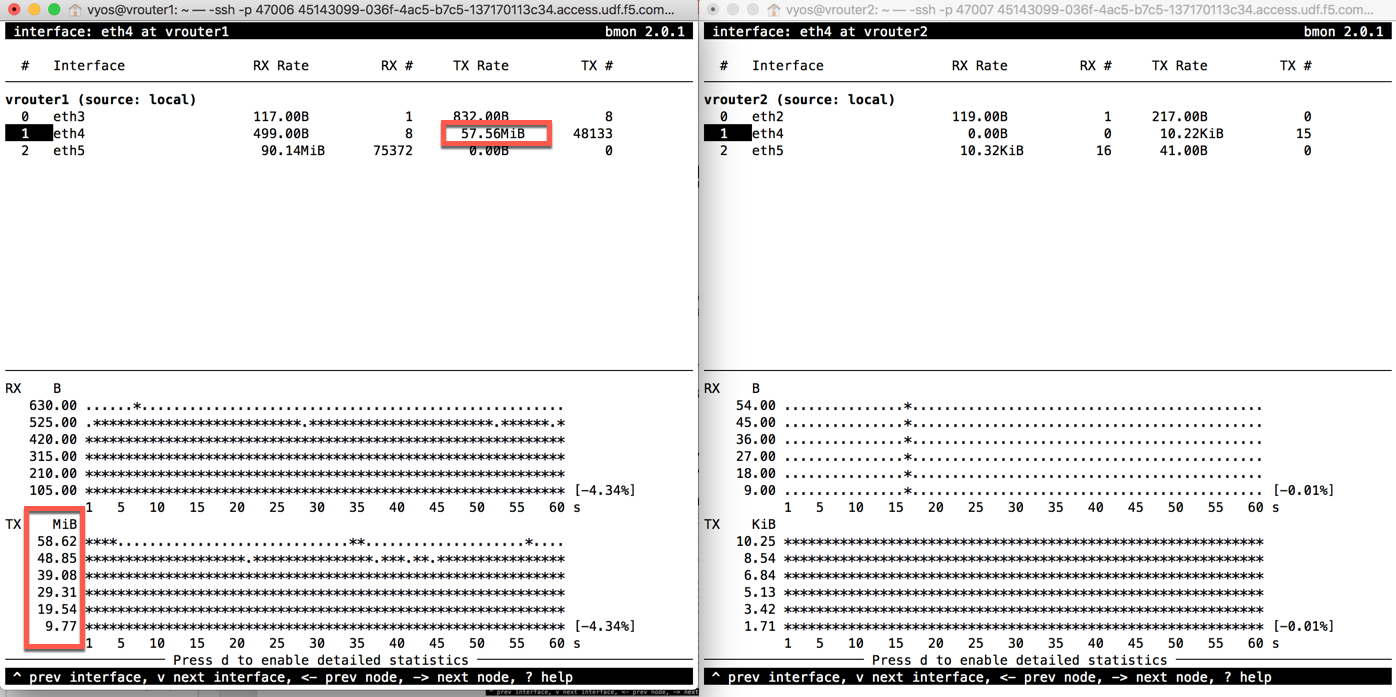 vyos@vrouter1: ~ — -ssh -p 47006 45143099-036f-4ac5-b7c5-137170113c34.access.udf.f5.com...
interface: eth4 at vrouter1 bmon 2.0.1
# Interface RX Rate RX # TX Rate TX #
vrouter1 (source: local)
0 eth3 117.00B 1 832.00B 8
1 eth4 499.00B 8 57.56MiB 48133
2 eth5 90.14MiB 75372 0.00B 0
RX B
630.00 ......*.....................................................
525.00 .**************************.***********************.******.*
420.00 ************************************************************
315.00 ************************************************************
210.00 ************************************************************
105.00 ************************************************************ [-4.34%]
1 5 10 15 20 25 30 35 40 45 50 55 60 s
TX MiB
58.62 ****.............................**....................*....
48.85 ********************.***************.***.**.****************
39.08 ************************************************************
29.31 ************************************************************
19.54 ************************************************************
9.77 ************************************************************ [-4.34%]
1 5 10 15 20 25 30 35 40 45 50 55 60 s
Press d to enable detailed statistics
^ prev interface, v next interface, <- prev node, -> next node, ? help
vyos@vrouter2: ~ — -ssh -p 47007 45143099-036f-4ac5-b7c5-137170113c34.access.udf.f5.com...
interface: eth4 at vrouter2 bmon 2.0.1
# Interface RX Rate RX # TX Rate TX #
vrouter2 (source: local)
0 eth2 119.00B 1 217.00B 0
1 eth4 0.00B 0 10.22KiB 15
2 eth5 10.32KiB 16 41.00B 0
RX B
54.00 ...............*............................................
45.00 ...............*............................................
36.00 ...............*............................................
27.00 ...............*............................................
18.00 ...............*............................................
9.00 ...............*............................................ [-0.01%]
1 5 10 15 20 25 30 35 40 45 50 55 60 s
TX KiB
10.25 ************************************************************
8.54 ************************************************************
6.84 ************************************************************
5.13 ************************************************************
3.42 ************************************************************
1.71 ************************************************************ [-0.01%]
1 5 10 15 20 25 30 35 40 45 50 55 60 s
Press d to enable detailed statistics
^ prev interface, v next interface, <- prev node, -> next node, ? help
^ prev interface, v next interface, <- prev node, -> next